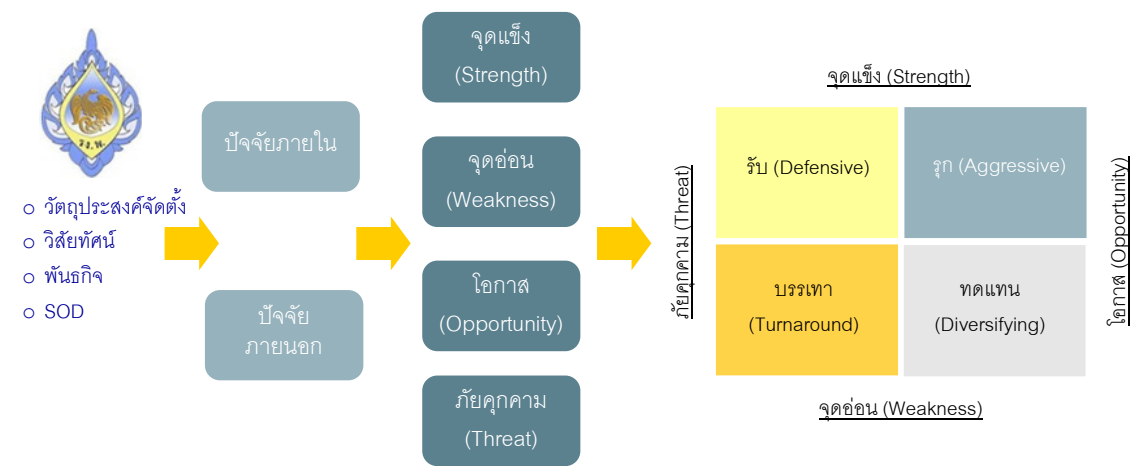 ร.ง.พ.
o วัตถุประสงค์จัดตั้ง
o วิสัยทัศน์
o พันธกิจ
o SOD
ปัจจัยภายใน
ปัจจัย
ภายนอก
จุดแข็ง
(Strength)
จุดอ่อน
(Weakness)
โอกาส
(Opportunity)
ภัยคุกคาม
(Threat)
จุดแข็ง (Strength)
ภัยคุกคาม (Threat)
รับ (Defensive)
รุก (Aggressive)
บรรเทา
(Turnaround)
ทดแทน
(Diversifying)
โอกาส (Opportunity)
จุดอ่อน (Weakness)